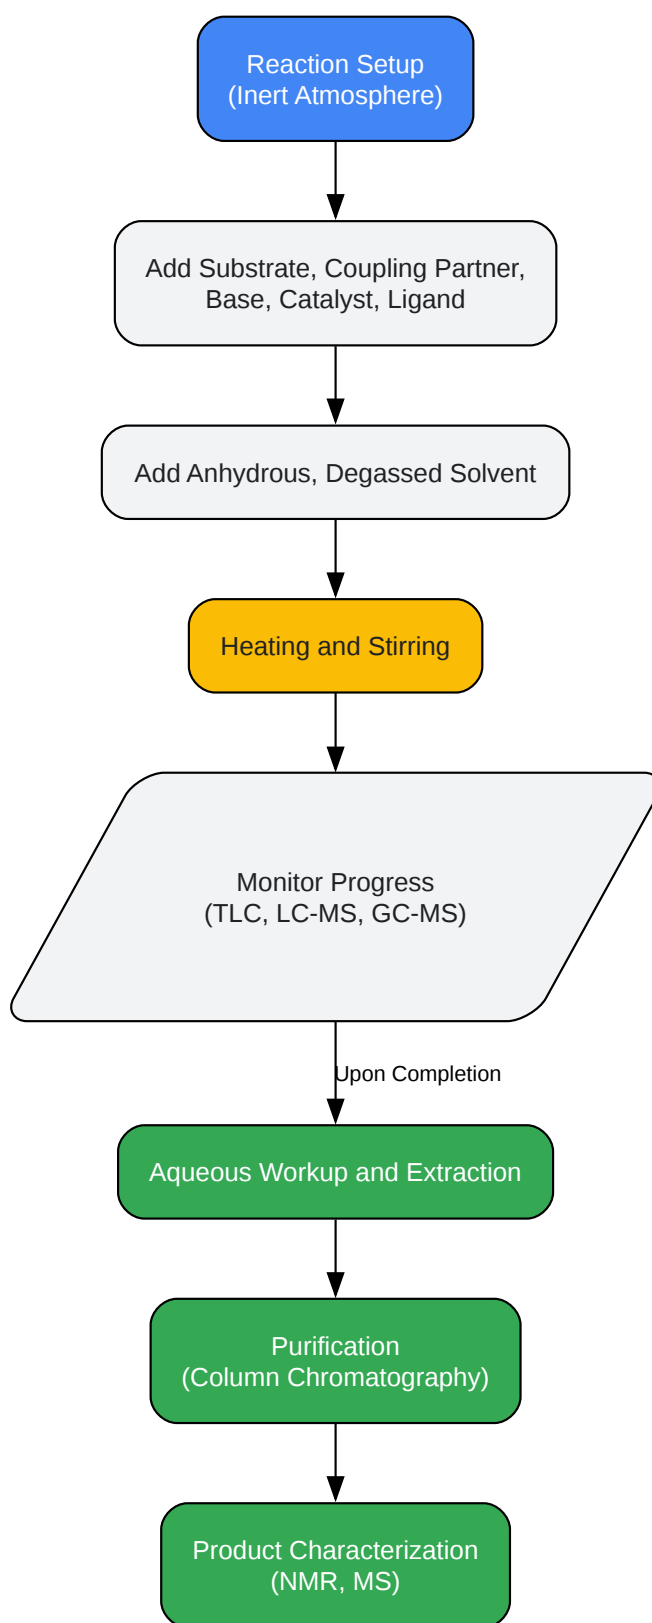 Reaction Setup
(Inert Atmosphere)
Add Substrate, Coupling Partner,
Base, Catalyst, Ligand
Add Anhydrous, Degassed Solvent
Heating and Stirring
Monitor Progress
(TLC, LC-MS, GC-MS)
Upon Completion
Aqueous Workup and Extraction
Purification
(Column Chromatography)
Product Characterization
(NMR, MS)